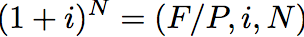 (1 + i)^N = (F/P, i, N)